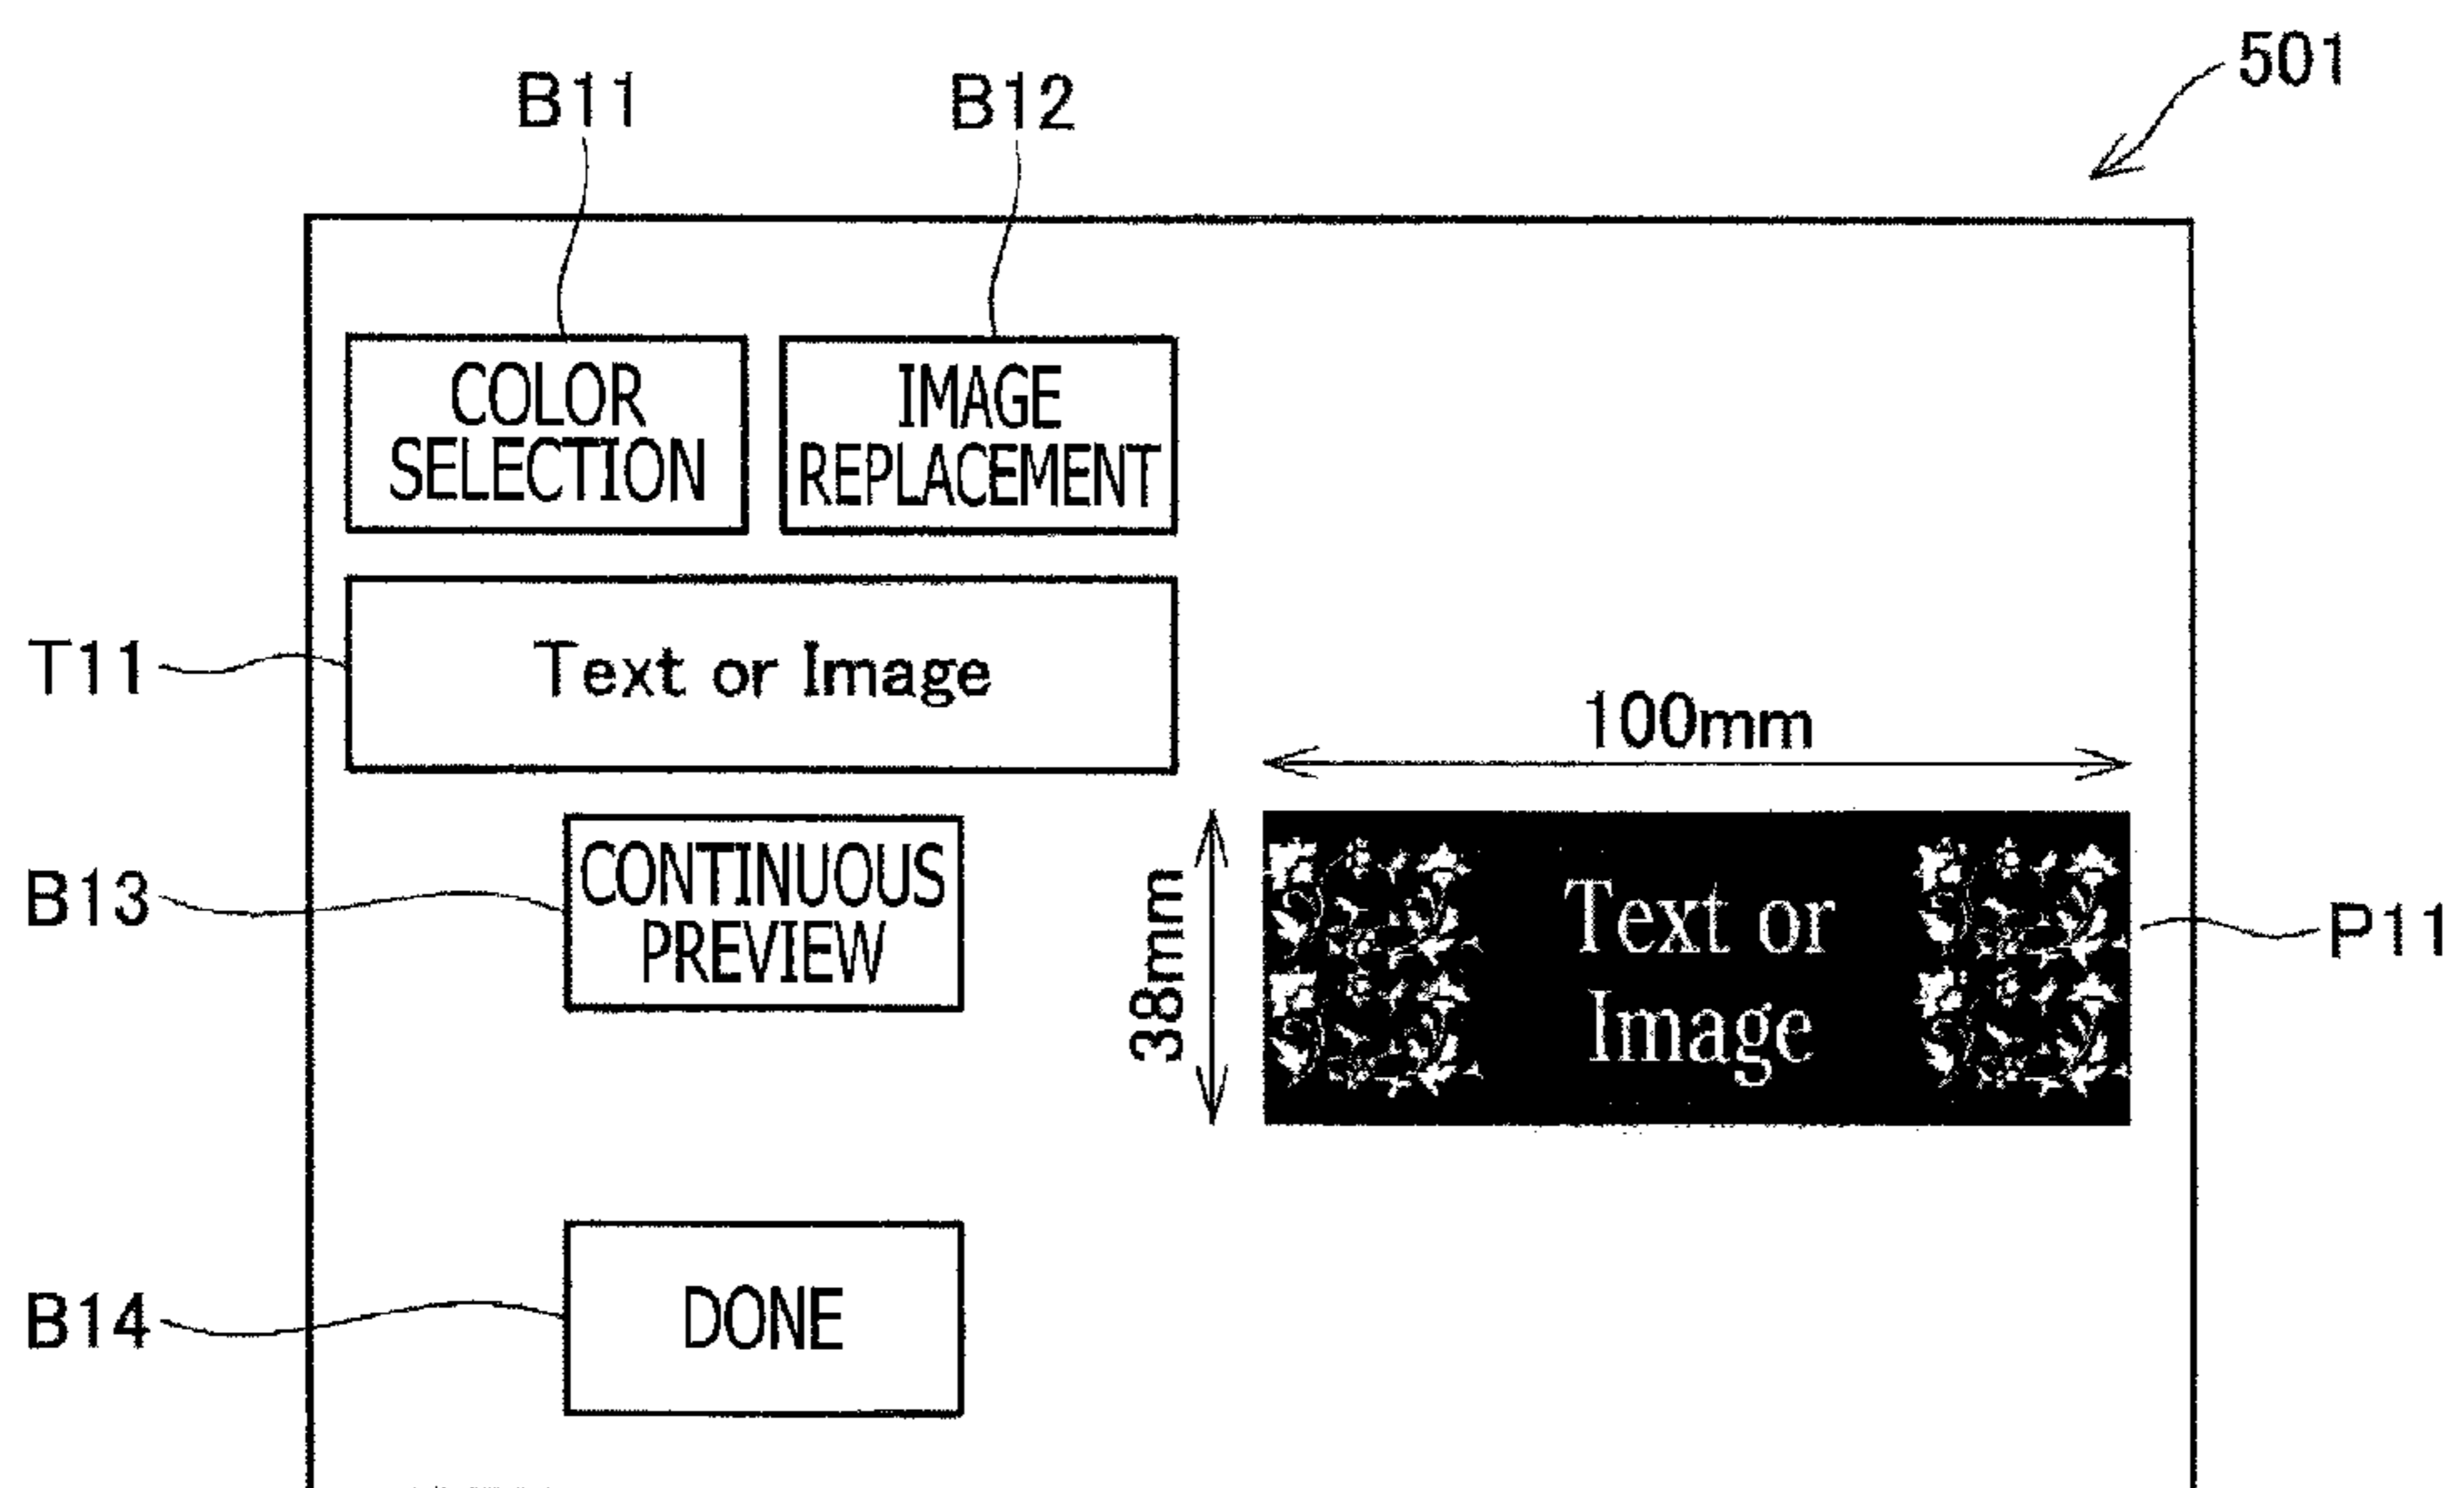 501
B11
B12
COLOR
SELECTION
IMAGE
REPLACEMENT
T11
Text or Image
100mm
B13
CONTINUOUS
PREVIEW
38mm
Text or
Image
P11
B14
DONE